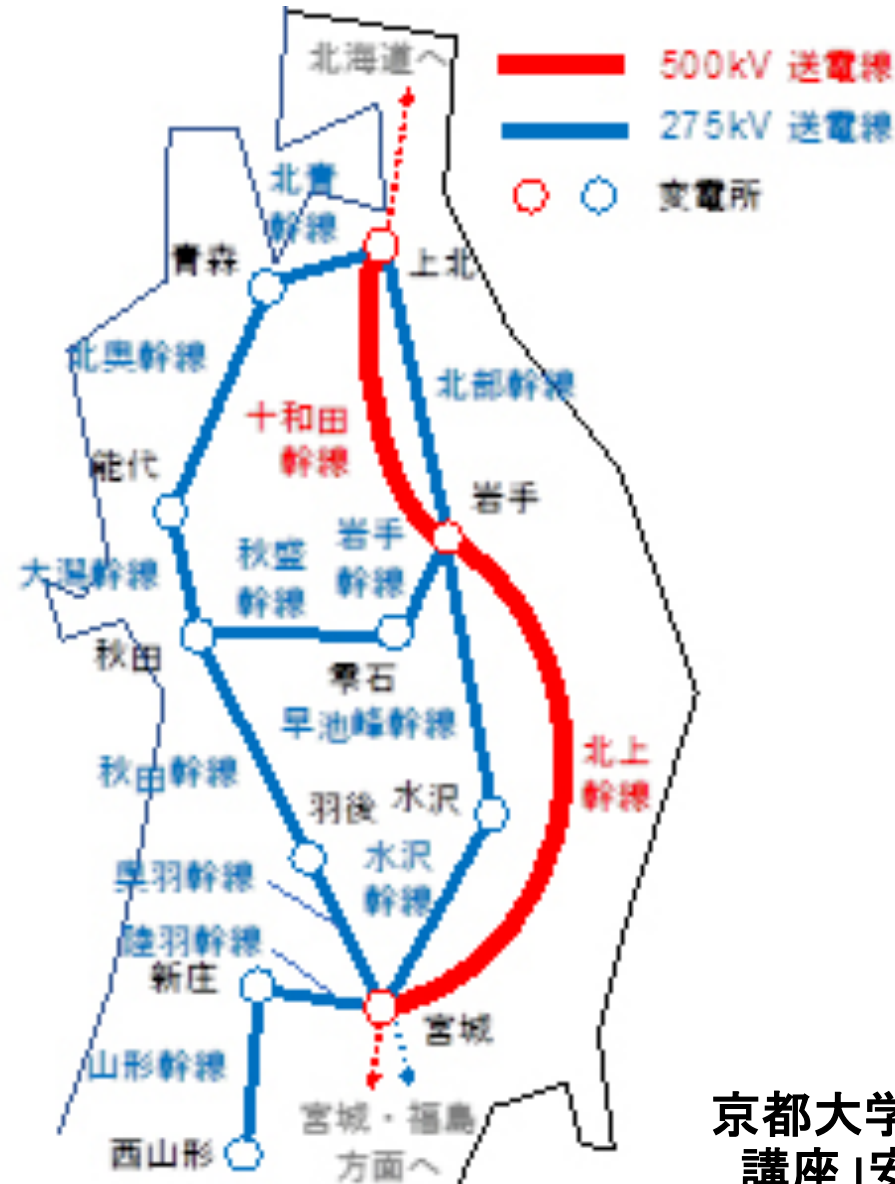 北海道へ
500kV 送電線
275kV 送電線
変電所
北青
幹線
青森
上北
北奥幹線
北部幹線
十和田
幹線
能代
岩手
岩手
幹線
秋盛
幹線
大潟幹線
秋田
雫石
早池峰幹線
北上
幹線
秋田幹線
羽後
水沢
水沢
幹線
奥羽幹線
陸羽幹線
新庄
宮城
山形幹線
宮城・福島
方面へ
西山形
京都大学
講座「安